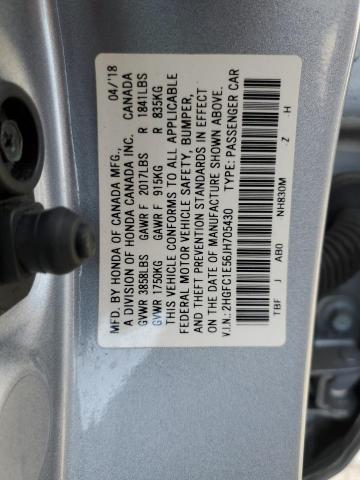 MFD. BY HONDA OF CANADA MFG., 04/'18
A DIVISION OF HONDA CANADA INC. CANADA
GVWR 3858LBS GAWR F 2017LBS R 1841LBS
GVWR 1750KG GAWR F 915KG R 835KG
THIS VEHICLE CONFORMS TO ALL APPLICABLE
FEDERAL MOTOR VEHICLE SAFETY, BUMPER,
AND THEFT PREVENTION STANDARDS IN EFFECT
ON THE DATE OF MANUFACTURE SHOWN ABOVE.
V.I.N.: 2HGFC1E56JH705430 TYPE: PASSENGER CAR
TBF J AB0 NH830M Z H